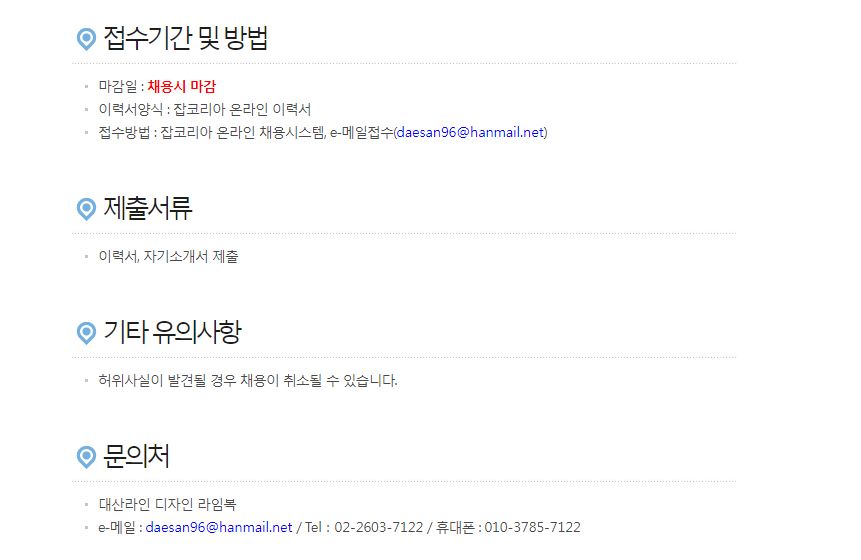 접수기간 및 방법
마감일 : 채용시 마감
이력서양식 : 잡코리아 온라인 이력서
접수방법 : 잡코리아 온라인 채용시스템, e-메일접수(daesan96@hanmail.net)
제출서류
이력서, 자기소개서 제출
기타 유의사항
허위사실이 발견될 경우 채용이 취소될 수 있습니다.
문의처
대산라인 디자인 라임복
e-메일 : daesan96@hanmail.net / Tel : 02-2603-7122 / 휴대폰 : 010-3785-7122